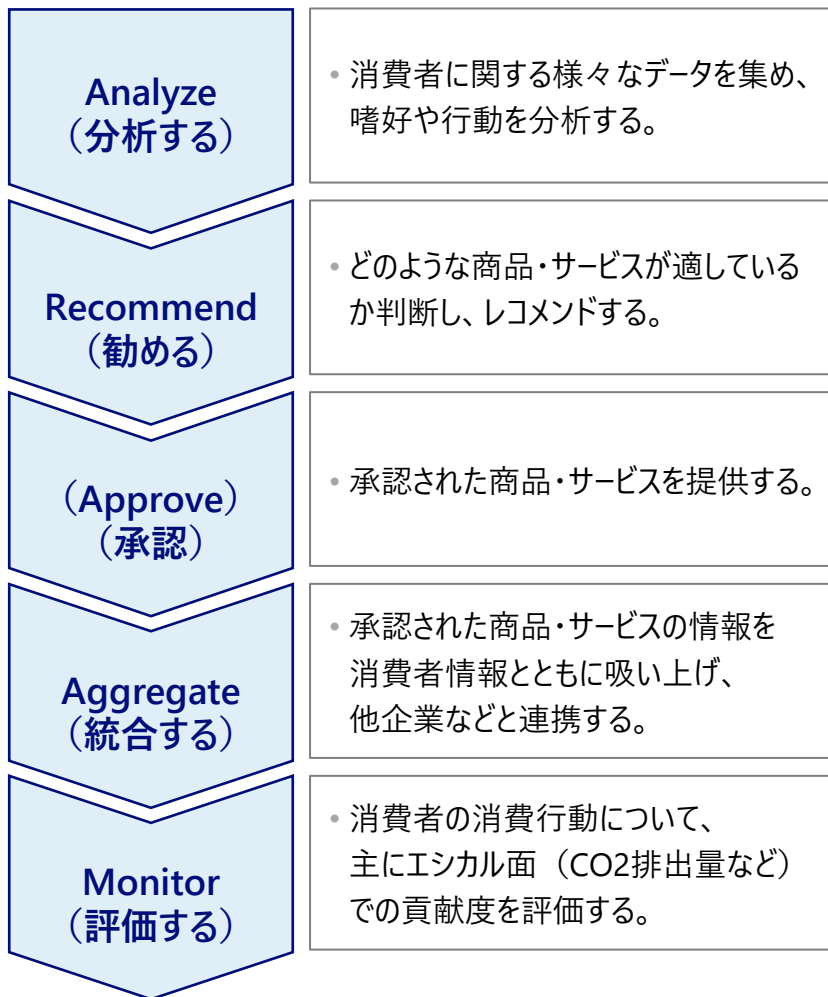 Analyze
（分析する）
• 消費者に関する様々なデータを集め、
嗜好や行動を分析する。
Recommend
（勧める）
• どのような商品・サービスが適している
か判断し、レコメンドする。
（Approve）
（承認）
• 承認された商品・サービスを提供する。
Aggregate
（統合する）
• 承認された商品・サービスの情報を
消費者情報とともに吸い上げ、
他企業などと連携する。
Monitor
（評価する）
• 消費者の消費行動について、
主にエシカル面（CO2排出量など）
での貢献度を評価する。